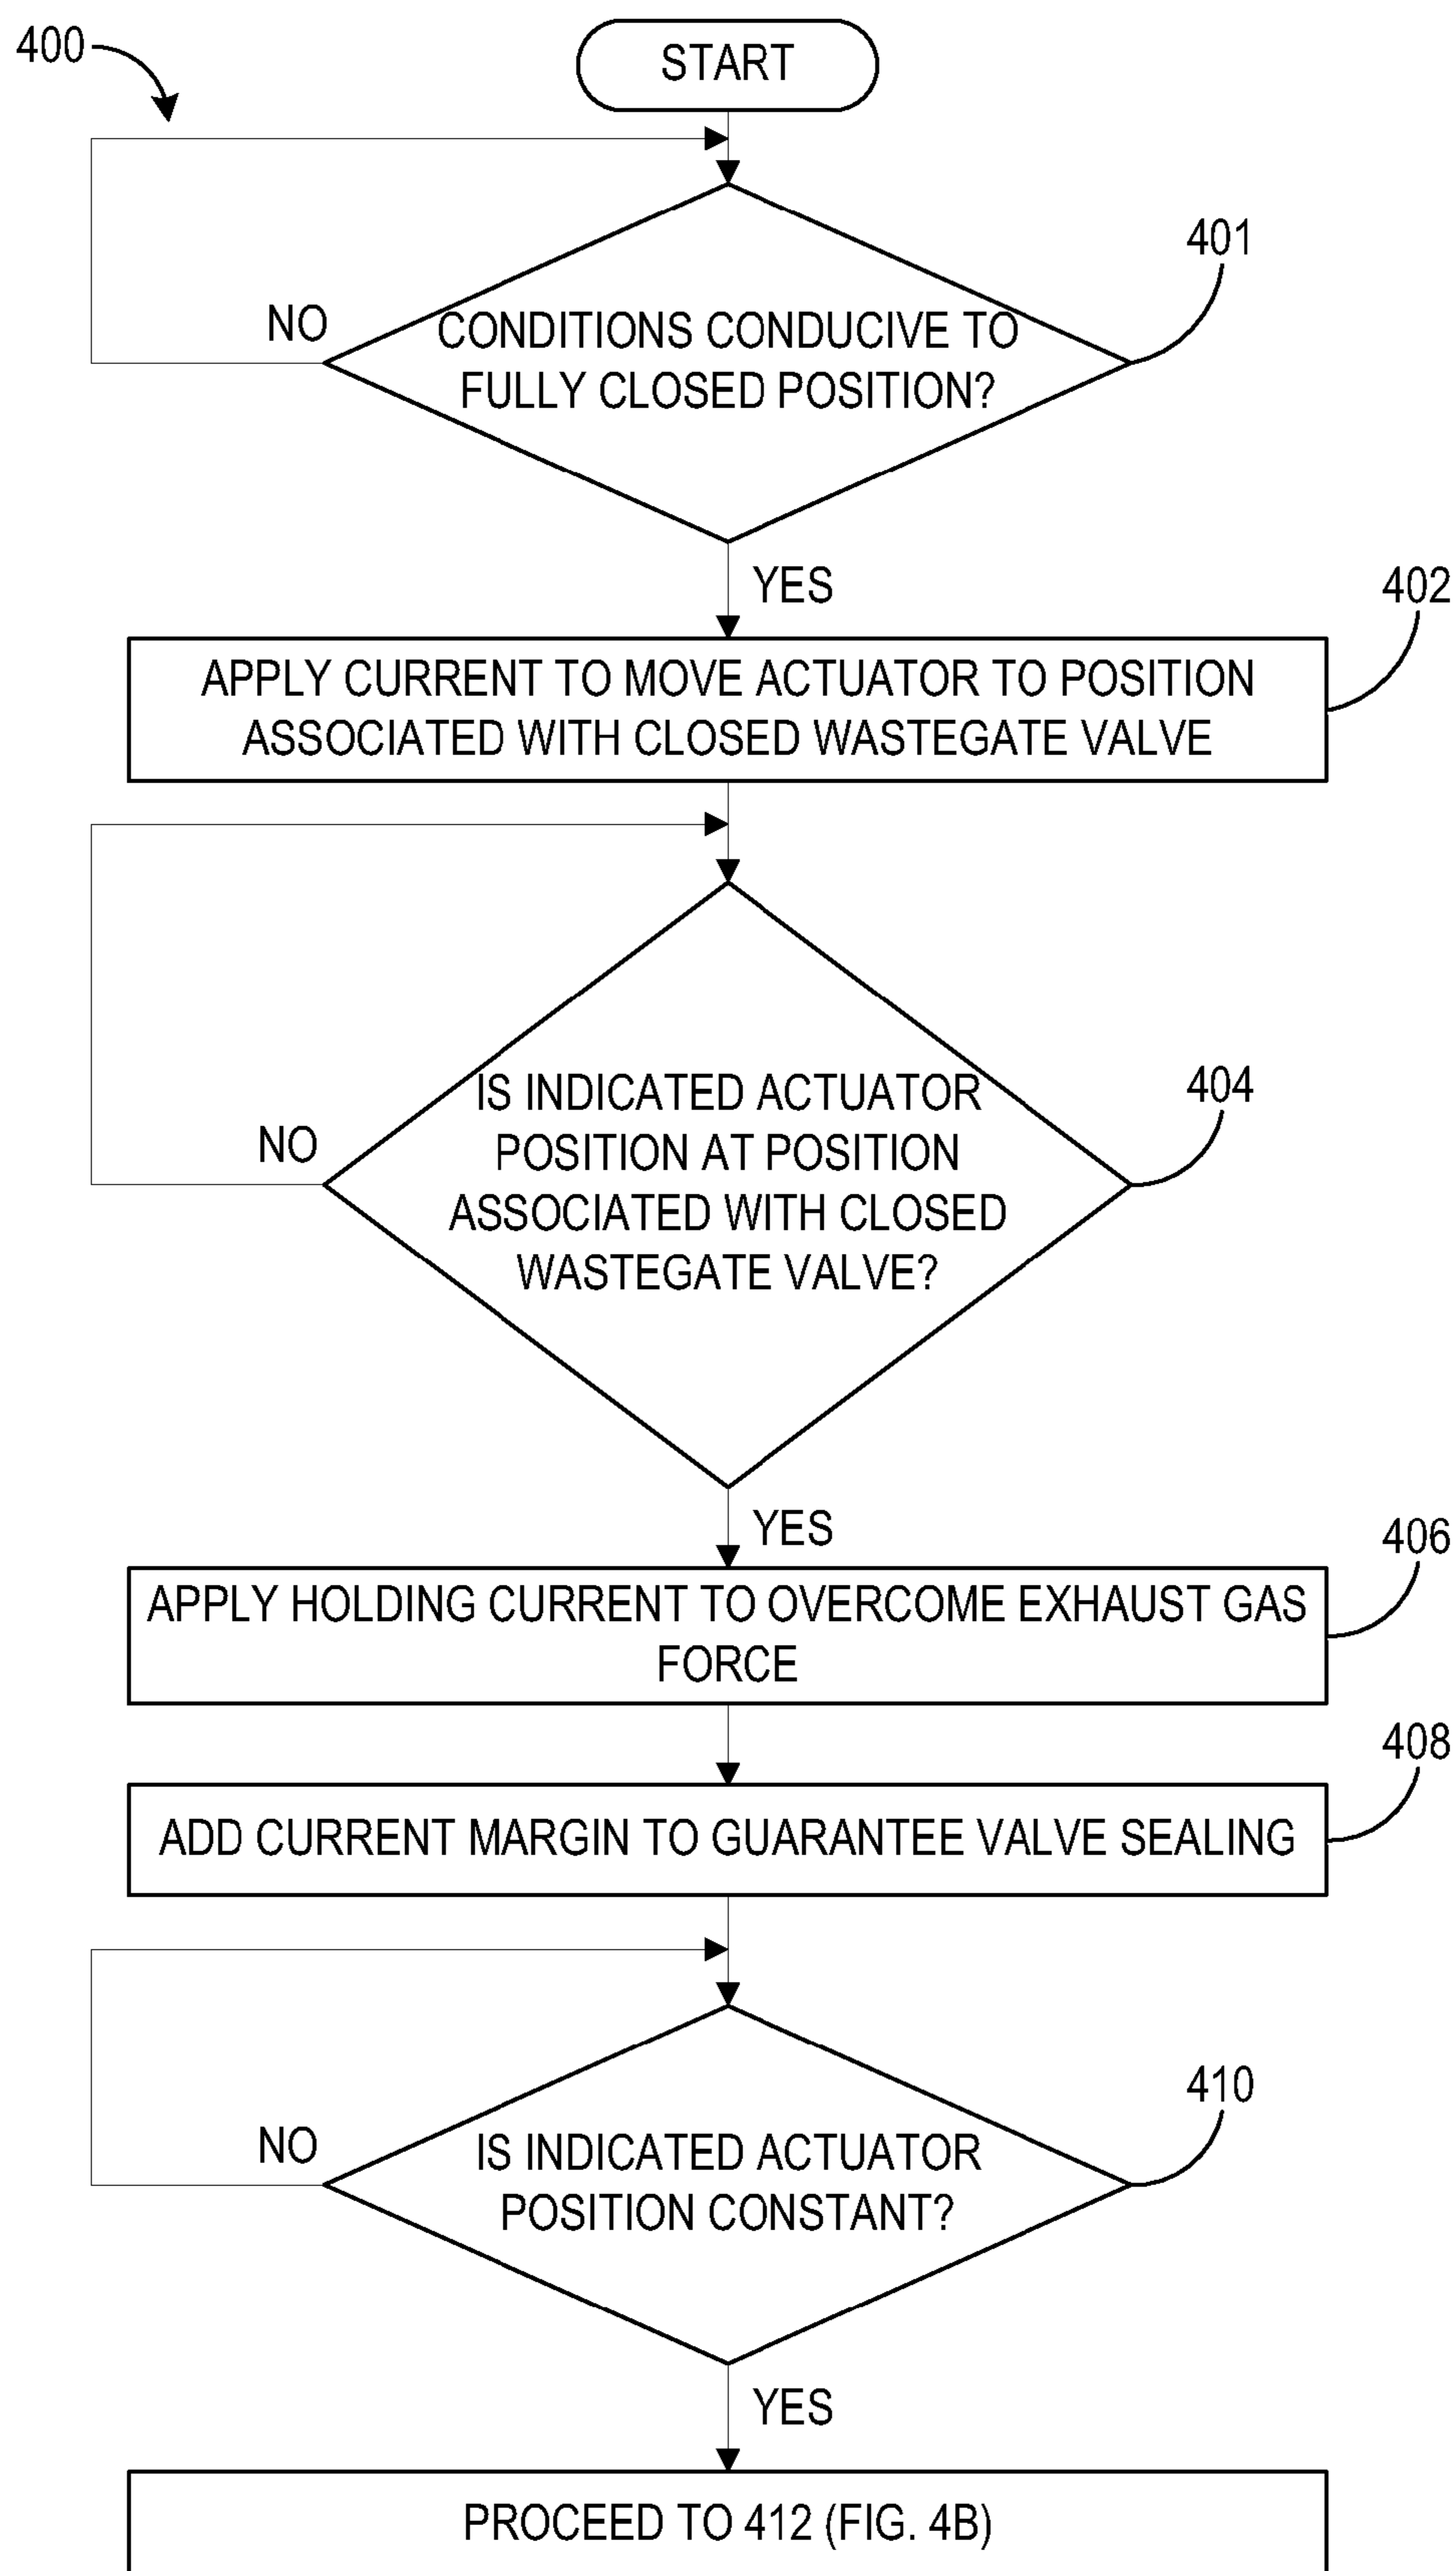 400
START
401
NO
CONDITIONS CONDUCIVE TO
FULLY CLOSED POSITION?
YES
402
APPLY CURRENT TO MOVE ACTUATOR TO POSITION
ASSOCIATED WITH CLOSED WASTEGATE VALVE
404
NO
IS INDICATED ACTUATOR
POSITION AT POSITION
ASSOCIATED WITH CLOSED
WASTEGATE VALVE?
YES
406
APPLY HOLDING CURRENT TO OVERCOME EXHAUST GAS
FORCE
408
ADD CURRENT MARGIN TO GUARANTEE VALVE SEALING
410
NO
IS INDICATED ACTUATOR
POSITION CONSTANT?
YES
PROCEED TO 412 (FIG. 4B)